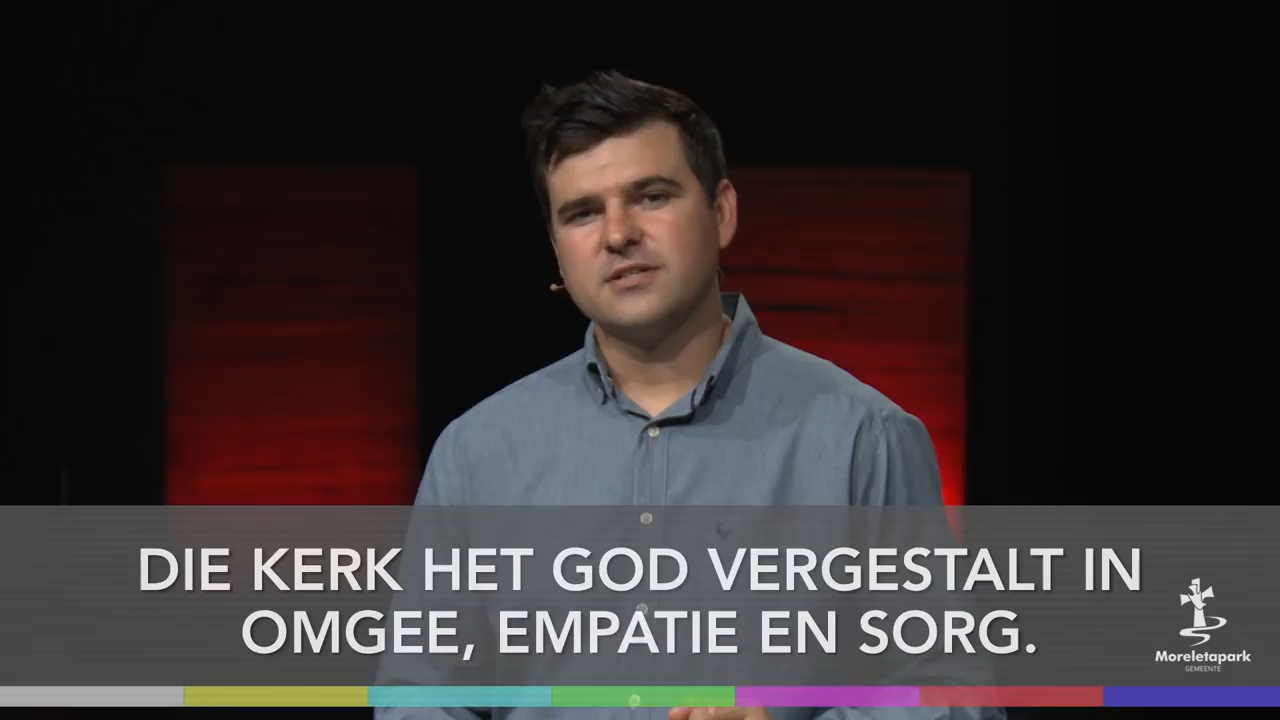 DIE KERK HET GOD VERGESTALT IN
OMGEE, EMPATIE EN SORG.
Moreletapark
GEMEENTE